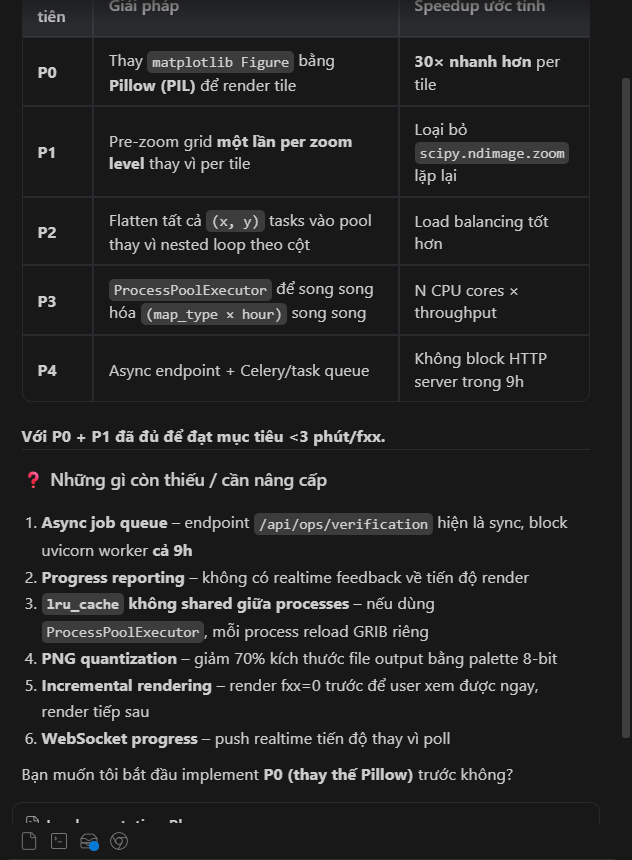 tiên
Giải pháp
Speedup ước tính
P0
Thay matplotlib Figure bằng
Pillow (PIL) để render tile
30× nhanh hơn per
tile
P1
Pre-zoom grid một lần per zoom
level thay vì per tile
Loại bỏ
scipy.ndimage.zoom
lặp lại
P2
Flatten tất cả (x, y) tasks vào pool
thay vì nested loop theo cột
Load balancing tốt
hơn
P3
ProcessPoolExecutor để song song
hóa (map_type × hour) song song
N CPU cores ×
throughput
P4
Async endpoint + Celery/task queue
Không block HTTP
server trong 9h
Với P0 + P1 đã đủ để đạt mục tiêu <3 phút/fxx.
❓ Những gì còn thiếu / cần nâng cấp
1. Async job queue – endpoint /api/ops/verification hiện là sync, block
uvicorn worker cả 9h
2. Progress reporting – không có realtime feedback về tiến độ render
3. lru_cache không shared giữa processes – nếu dùng
ProcessPoolExecutor, mỗi process reload GRIB riêng
4. PNG quantization – giảm 70% kích thước file output bằng palette 8-bit
5. Incremental rendering – render fxx=0 trước để user xem được ngay,
render tiếp sau
6. WebSocket progress – push realtime tiến độ thay vì poll
Bạn muốn tôi bắt đầu implement P0 (thay thế Pillow) trước không?